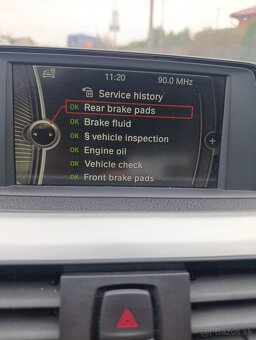 11:20 90.0 MHz
Service history
OK Rear brake pads
OK Brake fluid
OK § vehicle inspection
OK Engine oil
OK Vehicle check
OK Front brake pads